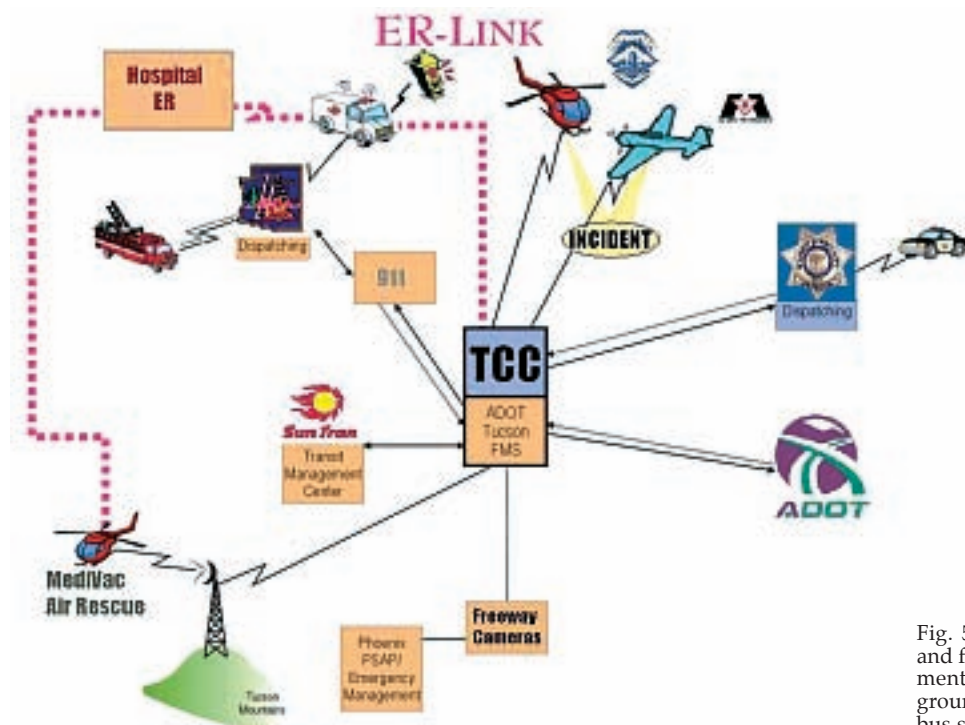 ER-LINK
Hospital
ER
INCIDENT
Dispatching
911
Dispatching
TCC
ADOT
Tucson
FMS
Sun Tran
Transit
Management
Center
ADOT
MediVac
Air Rescue
Freeway
Cameras
Phoenix
PSAP/
Emergency
Management
Tucson
Mountains
Fig. 5
and f
ment
groun
bus s